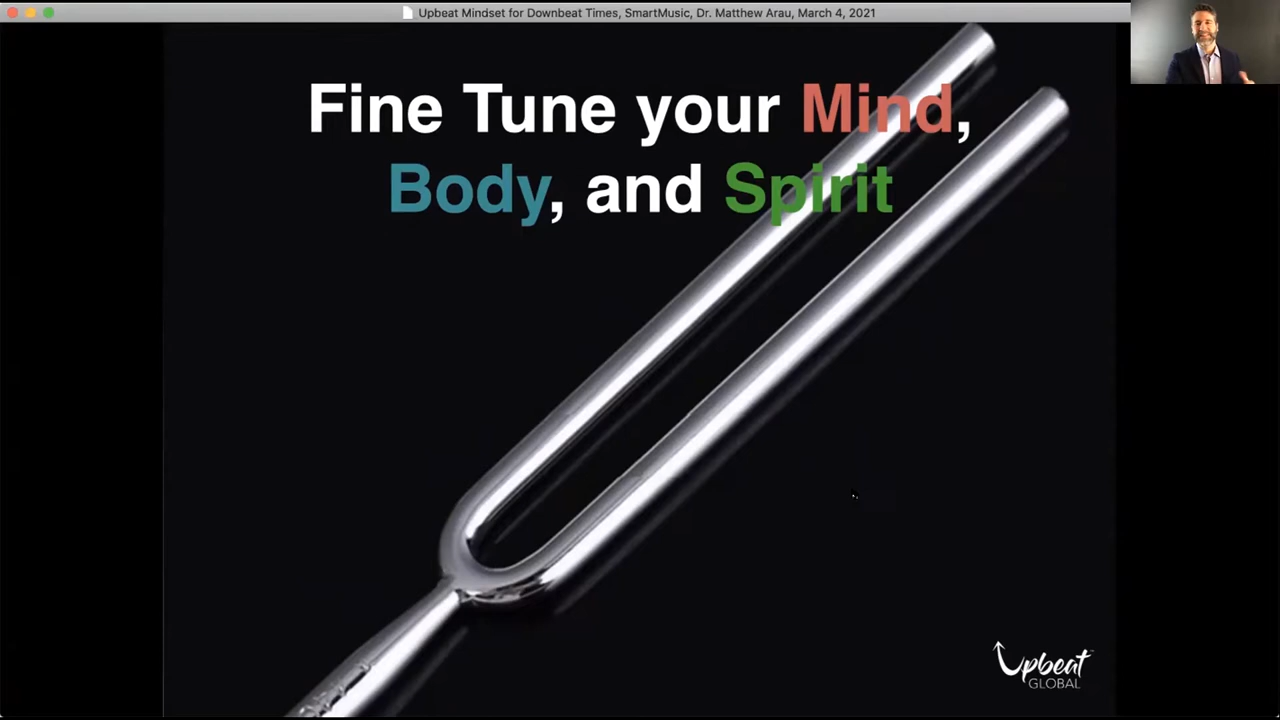 Upbeat Mindset for Downbeat Times, SmartMusic, Dr. Matthew Arau, March 4, 2021
Fine Tune your Mind,
Body, and Spirit
Upbeat
GLOBAL